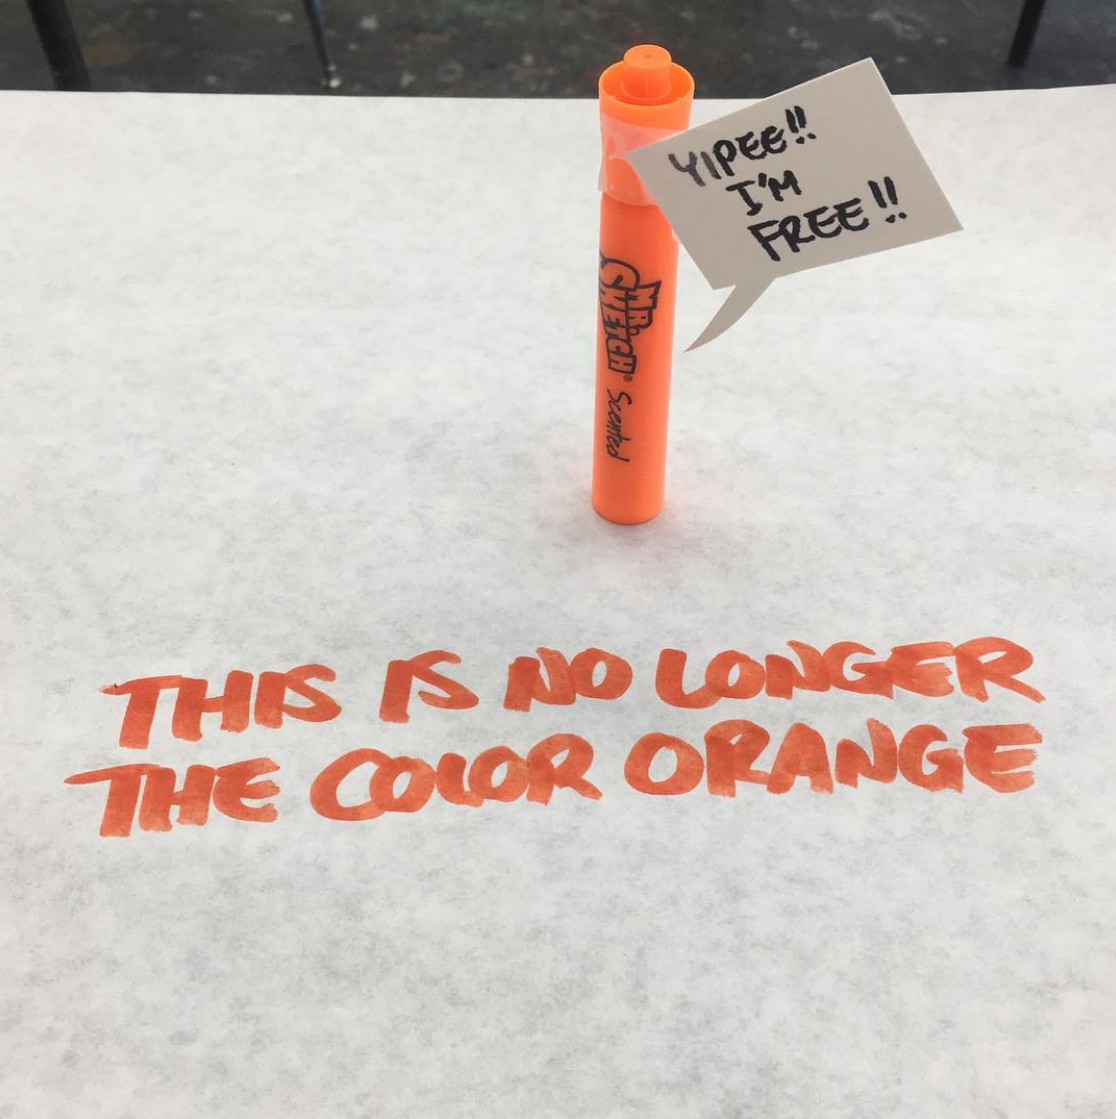 YIPEE!!
I'M
FREE!!
MR.
SKETCH®
Scented
THIS IS NO LONGER
THE COLOR ORANGE